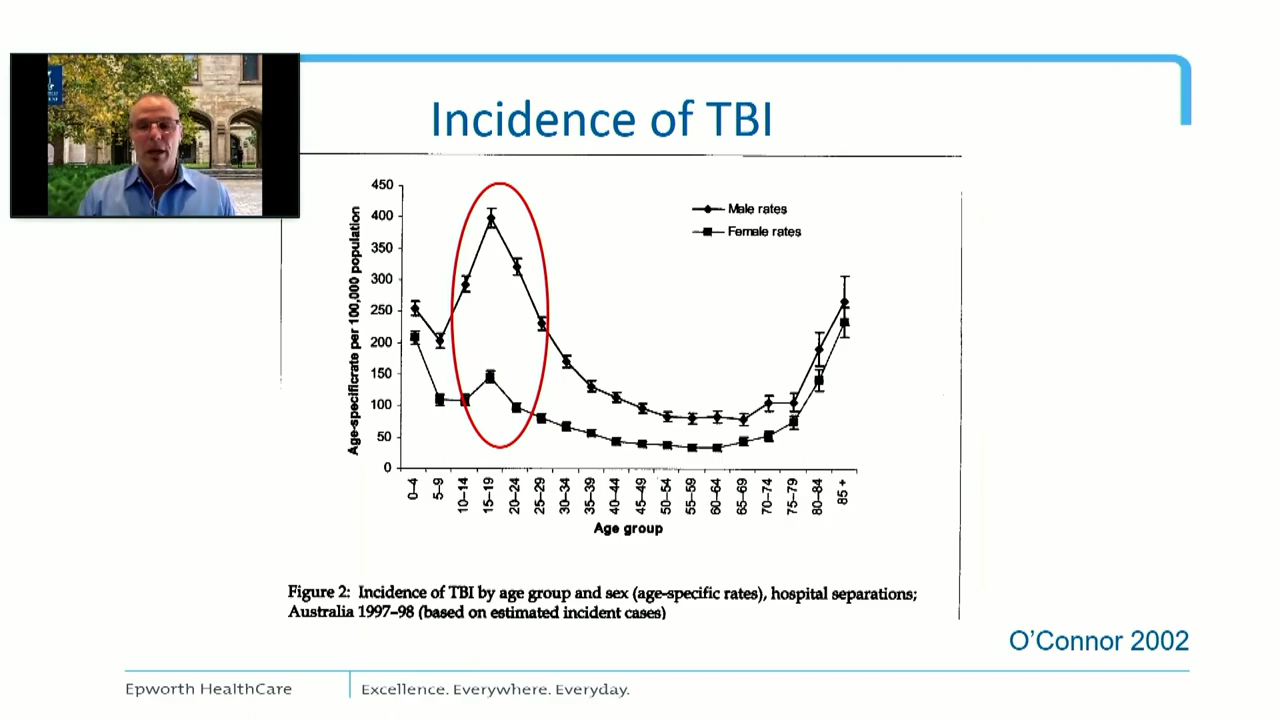 Incidence of TBI
450
400
350
300
250
200
150
100
50
0
Age-specificrate per 100,000 population
Male rates
Female rates
0–4
5–9
10–14
15–19
20–24
25–29
30–34
35–39
40–44
45–49
50–54
55–59
60–64
65–69
70–74
75–79
80–84
85 +
Age group
Figure 2: Incidence of TBI by age group and sex (age-specific rates), hospital separations;
Australia 1997–98 (based on estimated incident cases)
O’Connor 2002
Epworth HealthCare
Excellence. Everywhere. Everyday.